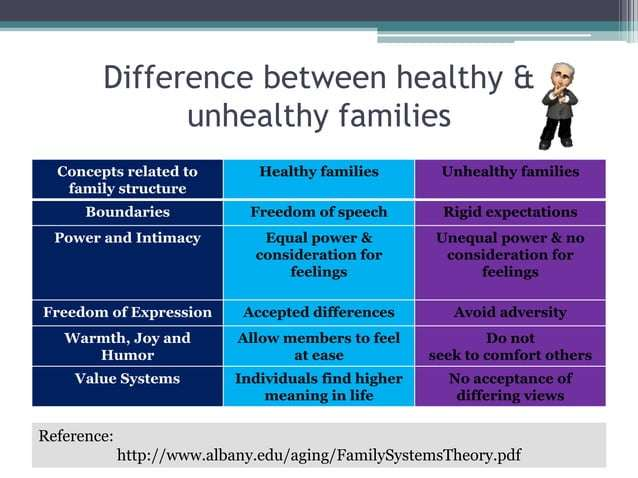 Difference between healthy &
unhealthy families
Concepts related to
family structure
Healthy families
Unhealthy families
Boundaries
Freedom of speech
Rigid expectations
Power and Intimacy
Equal power &
consideration for
feelings
Unequal power & no
consideration for
feelings
Freedom of Expression
Accepted differences
Avoid adversity
Warmth, Joy and
Humor
Allow members to feel
at ease
Do not
seek to comfort others
Value Systems
Individuals find higher
meaning in life
No acceptance of
differing views
Reference:
http://www.albany.edu/aging/FamilySystemsTheory.pdf